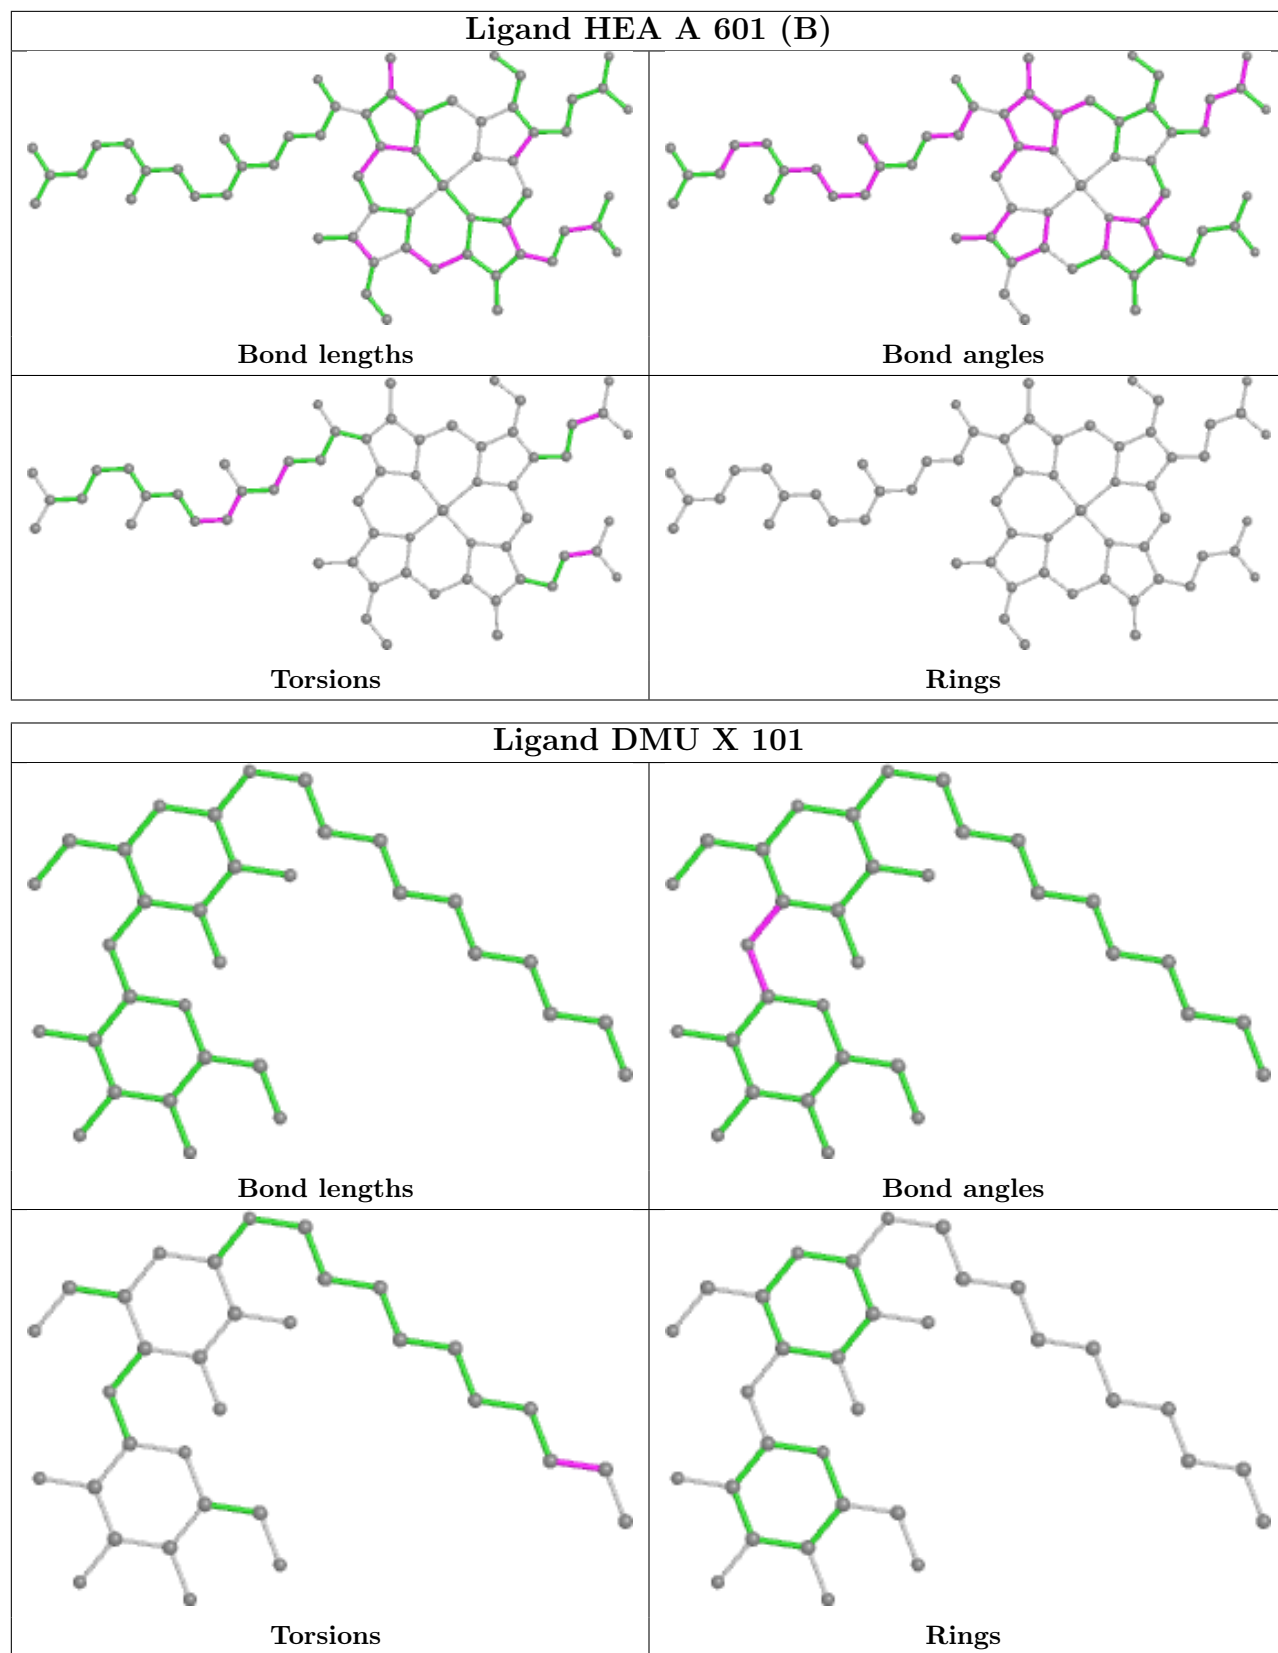 Ligand HEA A 601 (B)
Bond lengths
Bond angles
Torsions
Rings
Ligand DMU X 101
Bond lengths
Bond angles
Torsions
Rings